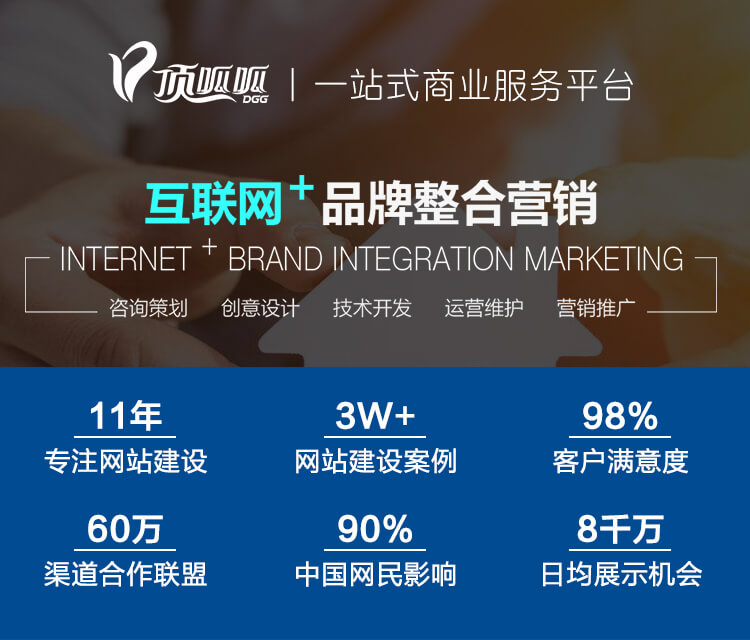 顶呱呱 DGG | 一站式商业服务平台
互联网+品牌整合营销
INTERNET + BRAND INTEGRATION MARKETING
咨询策划 创意设计 技术开发 运营维护 营销推广
11年 3W+ 98%
专注网站建设 网站建设案例 客户满意度
60万 90% 8千万
渠道合作联盟 中国网民影响 日均展示机会